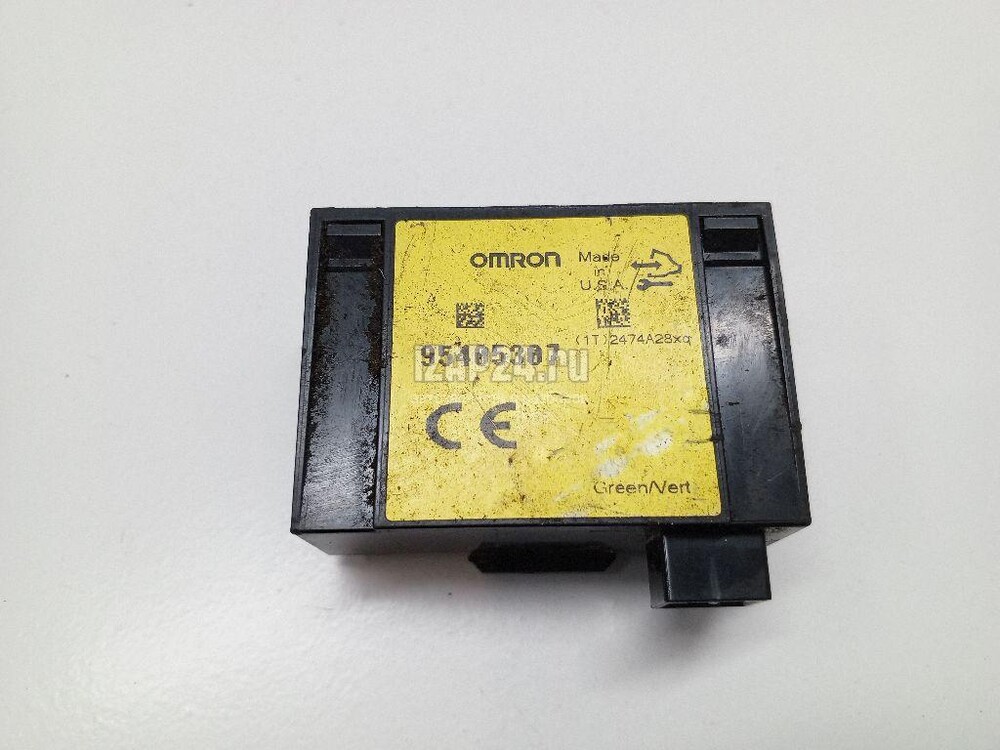 OMRON
Made
in
U.S.A.
(1T)2474A28xq
95405307
IZAP24.ru
CE
Green/Vert